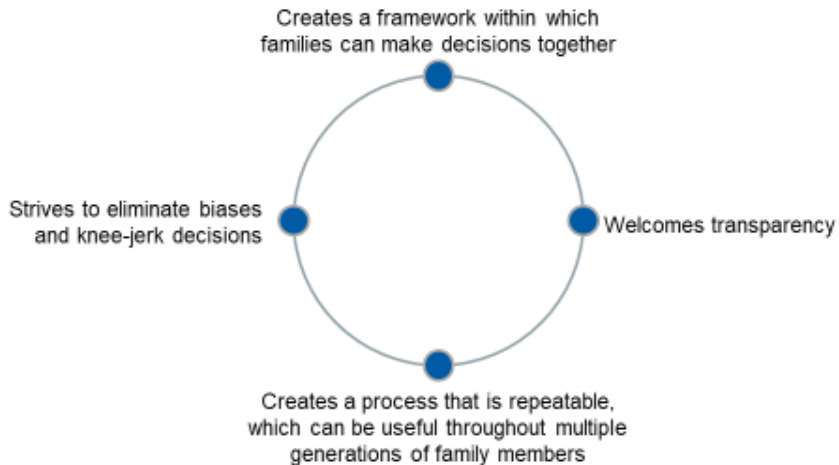 Creates a framework within which
families can make decisions together
Strives to eliminate biases
and knee-jerk decisions
Welcomes transparency
Creates a process that is repeatable,
which can be useful throughout multiple
generations of family members